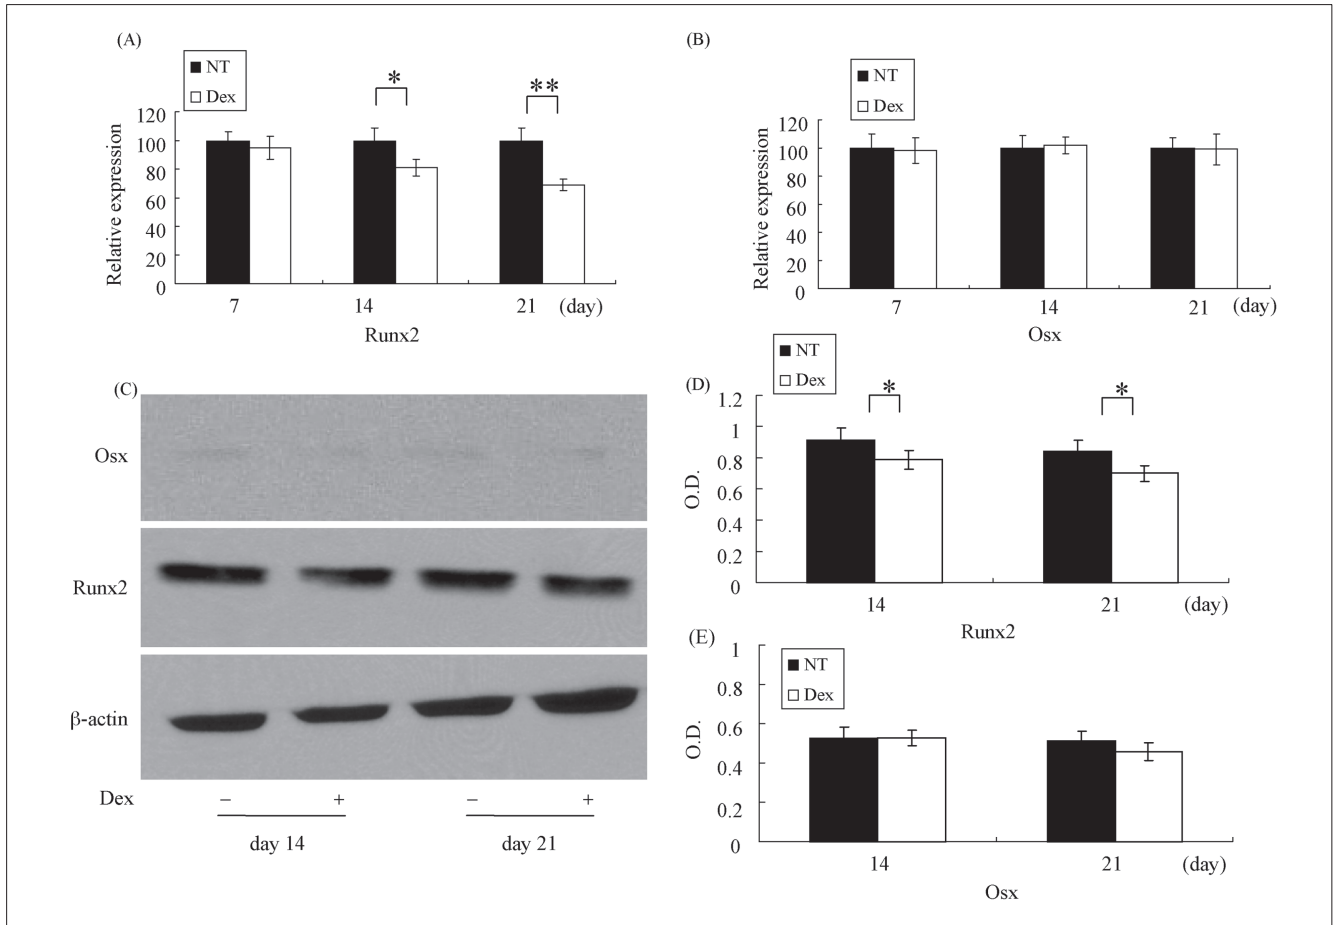 (A)
NT
Dex
*
**
Relative expression
120
100
80
60
40
20
0
7 14 21 (day)
Runx2
(B)
NT
Dex
Relative expression
120
100
80
60
40
20
0
7 14 21 (day)
Osx
(C)
Osx
Runx2
β-actin
Dex − + − +
day 14 day 21
(D)
NT
Dex
*
*
O.D.
1.2
1
0.8
0.6
0.4
0.2
0
14 21 (day)
Runx2
(E)
NT
Dex
O.D.
1
0.8
0.6
0.4
0.2
0
14 21 (day)
Osx